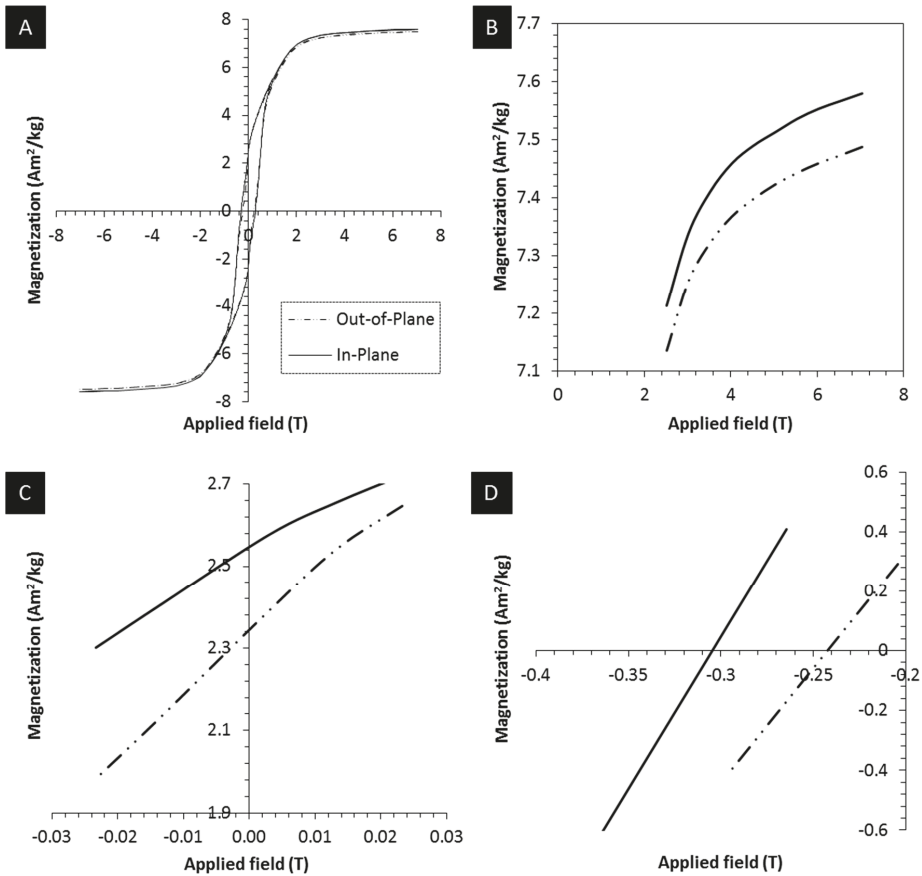 A
Magnetization (Am²/kg)
8
6
4
2
0
-2
-4
-6
-8
-8 -6 -4 -2 0 2 4 6 8
Out-of-Plane
In-Plane
Applied field (T)
B
Magnetization (Am²/kg)
7.7
7.6
7.5
7.4
7.3
7.2
7.1
0 2 4 6 8
Applied field (T)
C
Magnetization (Am²/kg)
2.7
2.5
2.3
2.1
1.9
-0.03 -0.02 -0.01 0.00 0.01 0.02 0.03
Applied field (T)
D
Magnetization (Am²/kg)
0.6
0.4
0.2
0
-0.2
-0.4
-0.6
-0.4 -0.35 -0.3 -0.25 -0.2
Applied field (T)